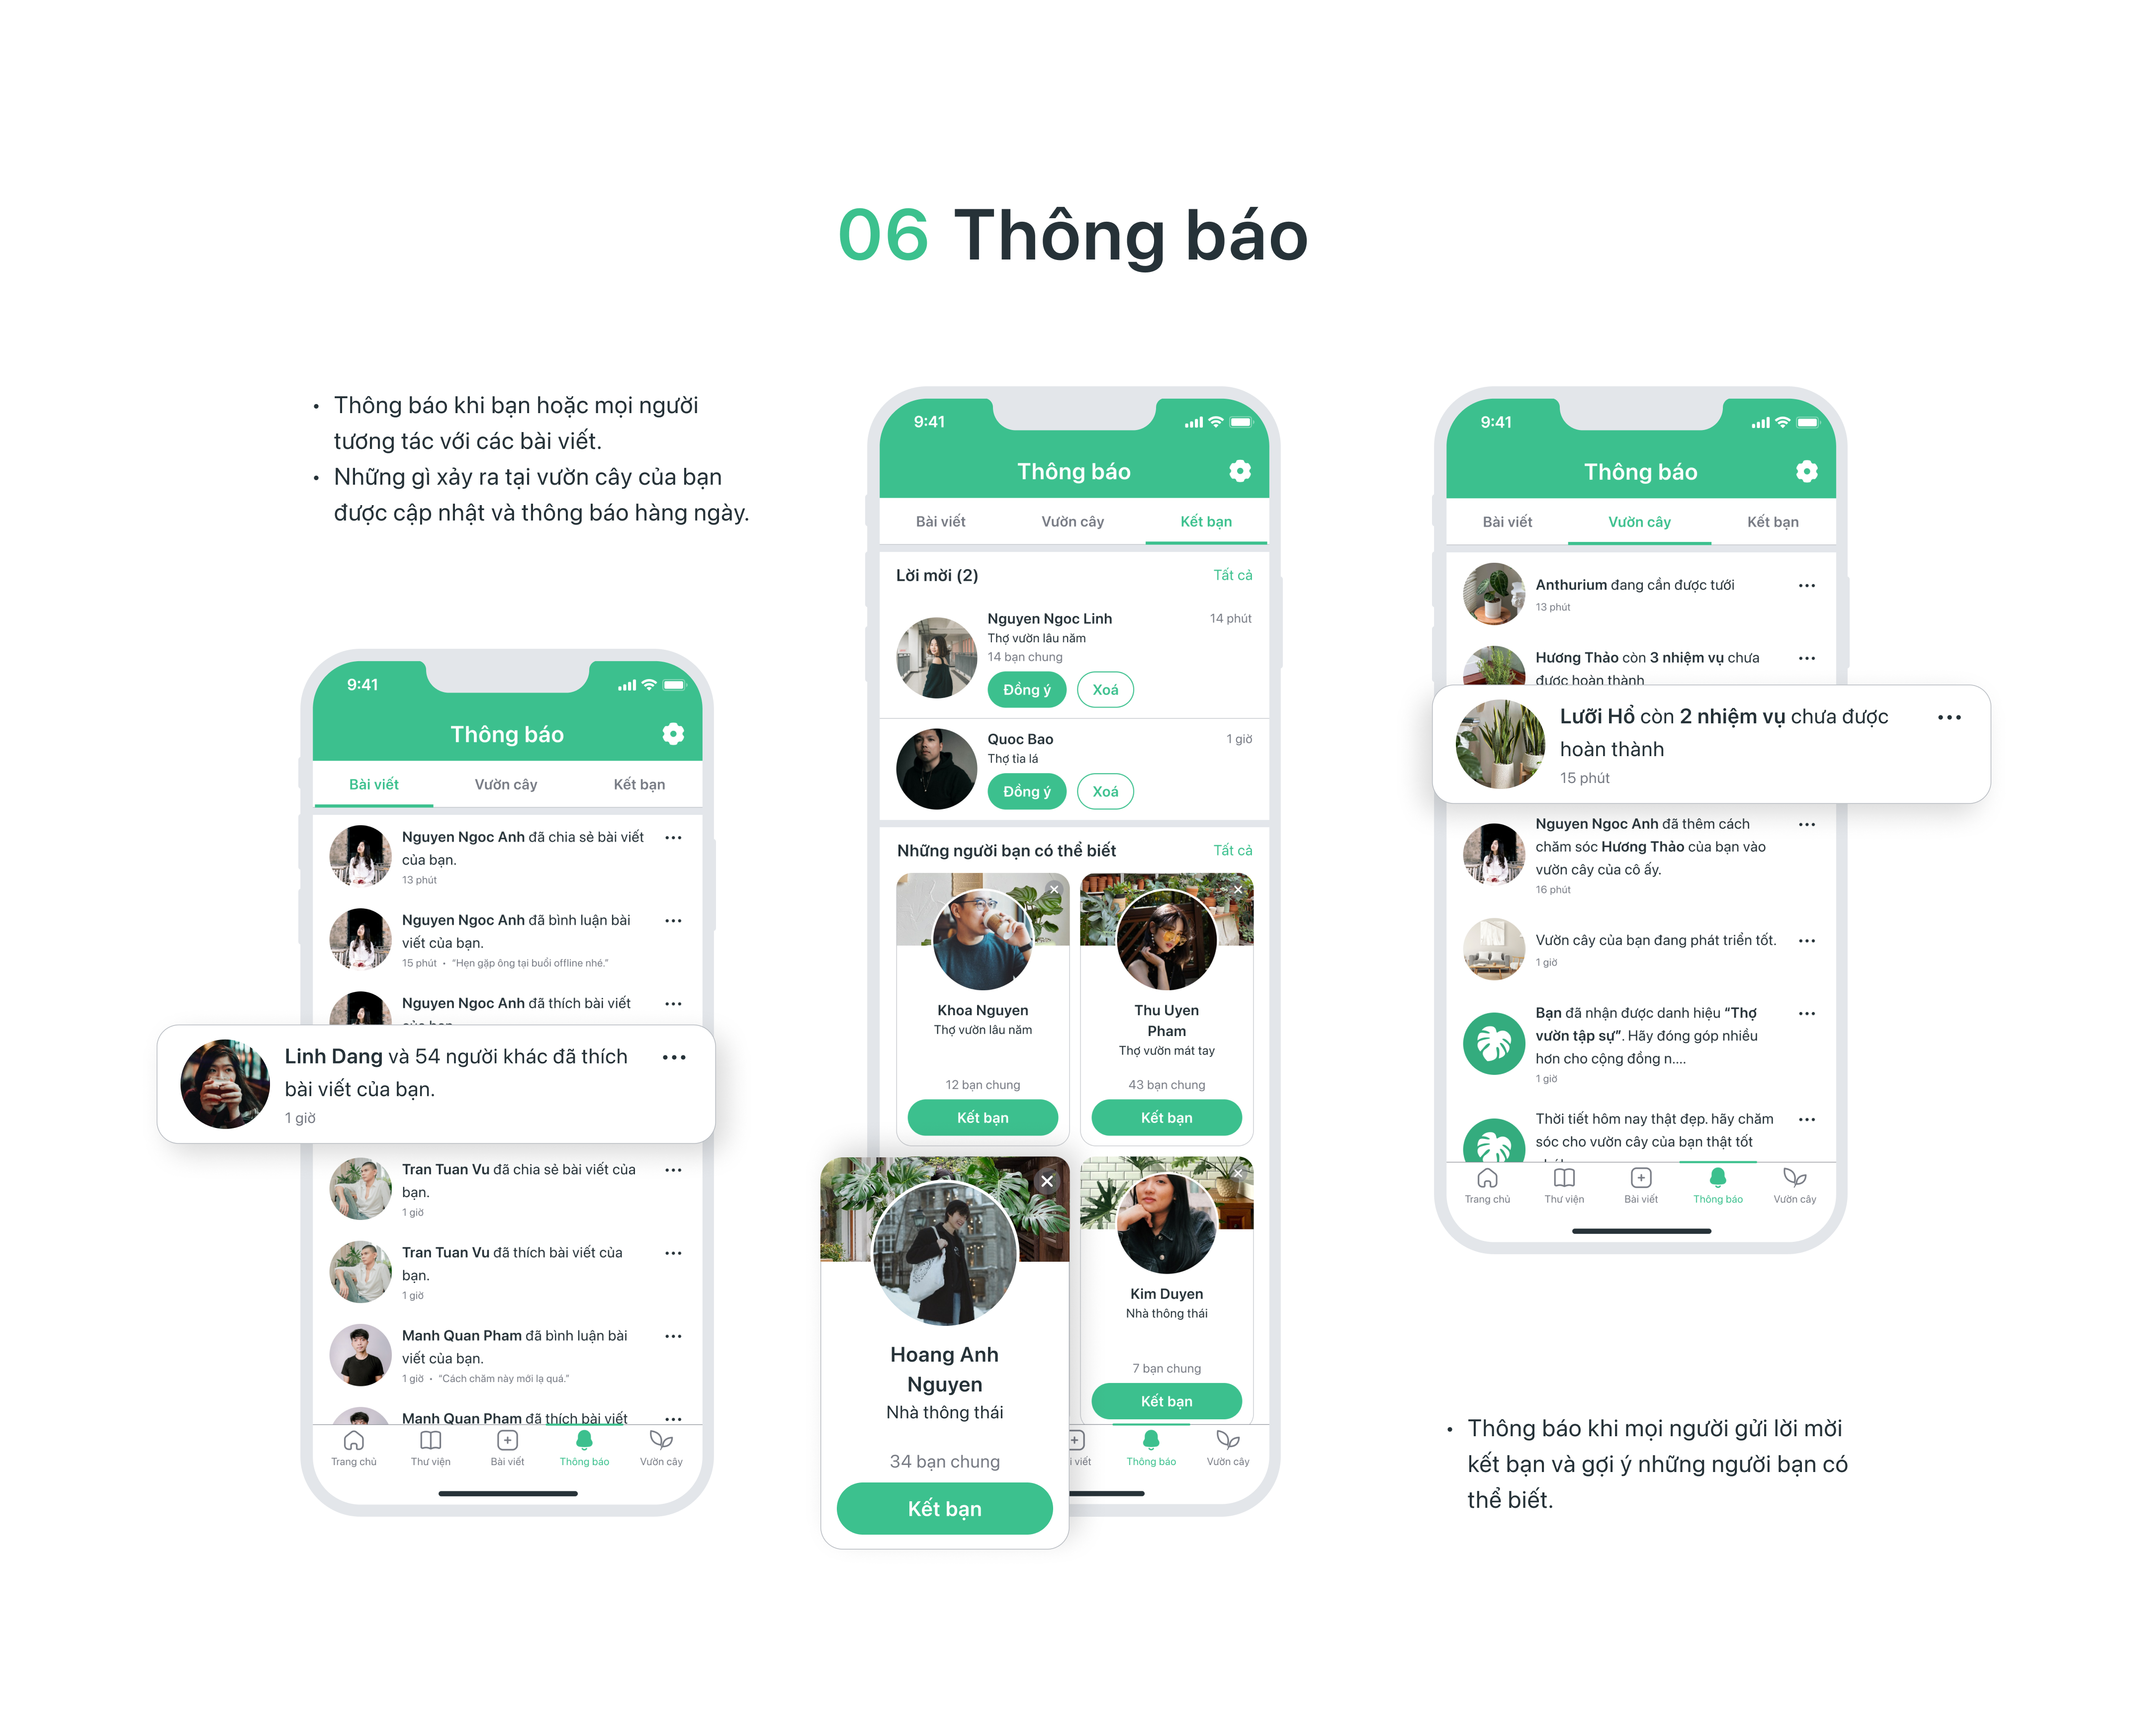 06 Thông báo
• Thông báo khi bạn hoặc mọi người
tương tác với các bài viết.
• Những gì xảy ra tại vườn cây của bạn
được cập nhật và thông báo hàng ngày.
9:41
Thông báo
Bài viết Vườn cây Kết bạn
Nguyen Ngoc Anh đã chia sẻ bài viết
của bạn.
13 phút
Nguyen Ngoc Anh đã bình luận bài
viết của bạn.
15 phút • “Hẹn gặp ông tại buổi offline nhé.”
Nguyen Ngoc Anh đã thích bài viết
của bạn.
Linh Dang và 54 người khác đã thích
bài viết của bạn.
1 giờ
Tran Tuan Vu đã chia sẻ bài viết của
bạn.
1 giờ
Tran Tuan Vu đã thích bài viết của
bạn.
1 giờ
Manh Quan Pham đã bình luận bài
viết của bạn.
1 giờ • “Cách chăm này mới lạ quá.”
Manh Quan Pham đã thích bài viết
Trang chủ Thư viện Bài viết Thông báo Vườn cây
9:41
Thông báo
Bài viết Vườn cây Kết bạn
Lời mời (2) Tất cả
Nguyen Ngoc Linh 14 phút
Thợ vườn lâu năm
14 bạn chung
Đồng ý Xoá
Quoc Bao 1 giờ
Thợ tỉa lá
Đồng ý Xoá
Những người bạn có thể biết Tất cả
Khoa Nguyen
Thợ vườn lâu năm
12 bạn chung
Kết bạn
Thu Uyen
Pham
Thợ vườn mát tay
43 bạn chung
Kết bạn
Hoang Anh
Nguyen
Nhà thông thái
34 bạn chung
Kết bạn
Kim Duyen
Nhà thông thái
7 bạn chung
Kết bạn
i viết Thông báo Vườn cây
9:41
Thông báo
Bài viết Vườn cây Kết bạn
Anthurium đang cần được tưới
13 phút
Hương Thảo còn 3 nhiệm vụ chưa
được hoàn thành
Lưỡi Hổ còn 2 nhiệm vụ chưa được
hoàn thành
15 phút
Nguyen Ngoc Anh đã thêm cách
chăm sóc Hương Thảo của bạn vào
vườn cây của cô ấy.
16 phút
Vườn cây của bạn đang phát triển tốt.
1 giờ
Bạn đã nhận được danh hiệu “Thợ
vườn tập sự”. Hãy đóng góp nhiều
hơn cho cộng đồng n....
1 giờ
Thời tiết hôm nay thật đẹp. hãy chăm
sóc cho vườn cây của bạn thật tốt
Trang chủ Thư viện Bài viết Thông báo Vườn cây
• Thông báo khi mọi người gửi lời mời
kết bạn và gợi ý những người bạn có
thể biết.